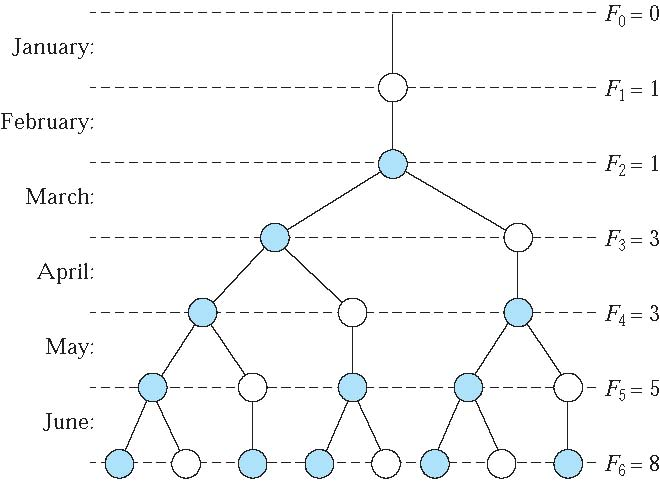 F0 = 0
January:
F1 = 1
February:
F2 = 1
March:
F3 = 3
April:
F4 = 3
May:
F5 = 5
June:
F6 = 8